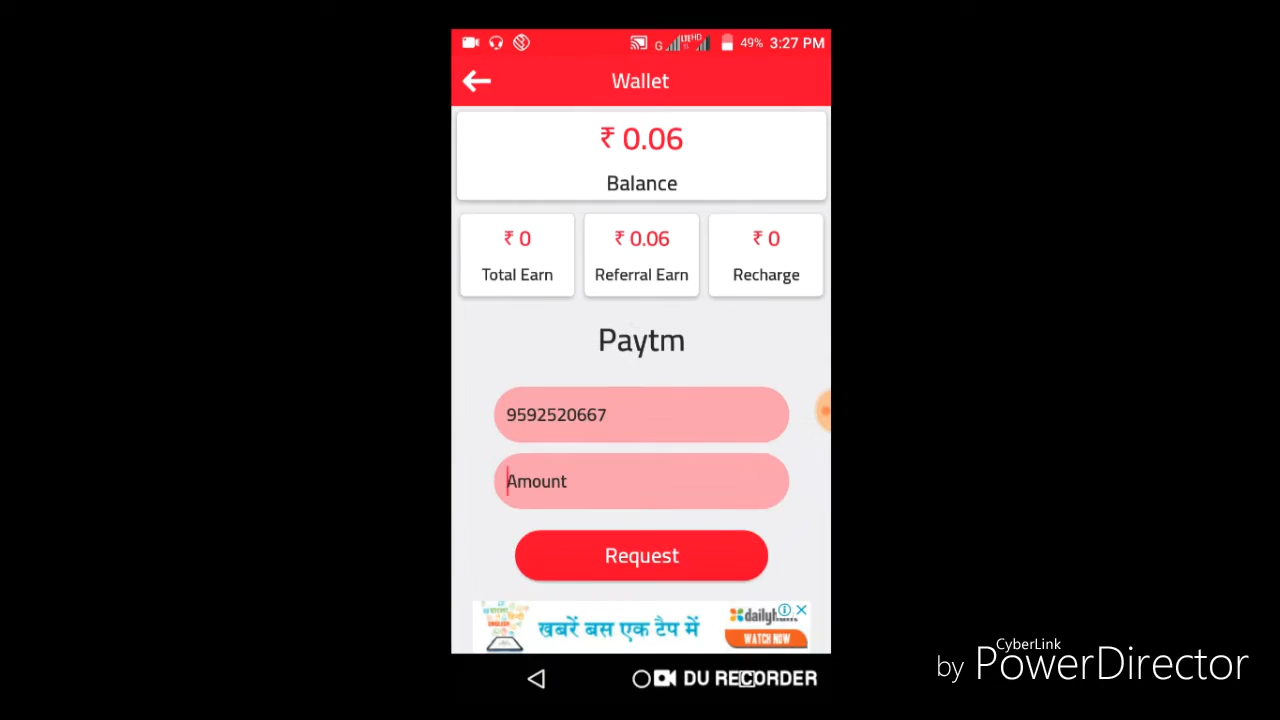 49% 3:27 PM
Wallet
₹ 0.06
Balance
₹ 0 ₹ 0.06 ₹ 0
Total Earn Referral Earn Recharge
Paytm
9592520667
Amount
Request
खबरें बस एक टैप में
WATCH NOW
DU RECORDER
CyberLink
by PowerDirector